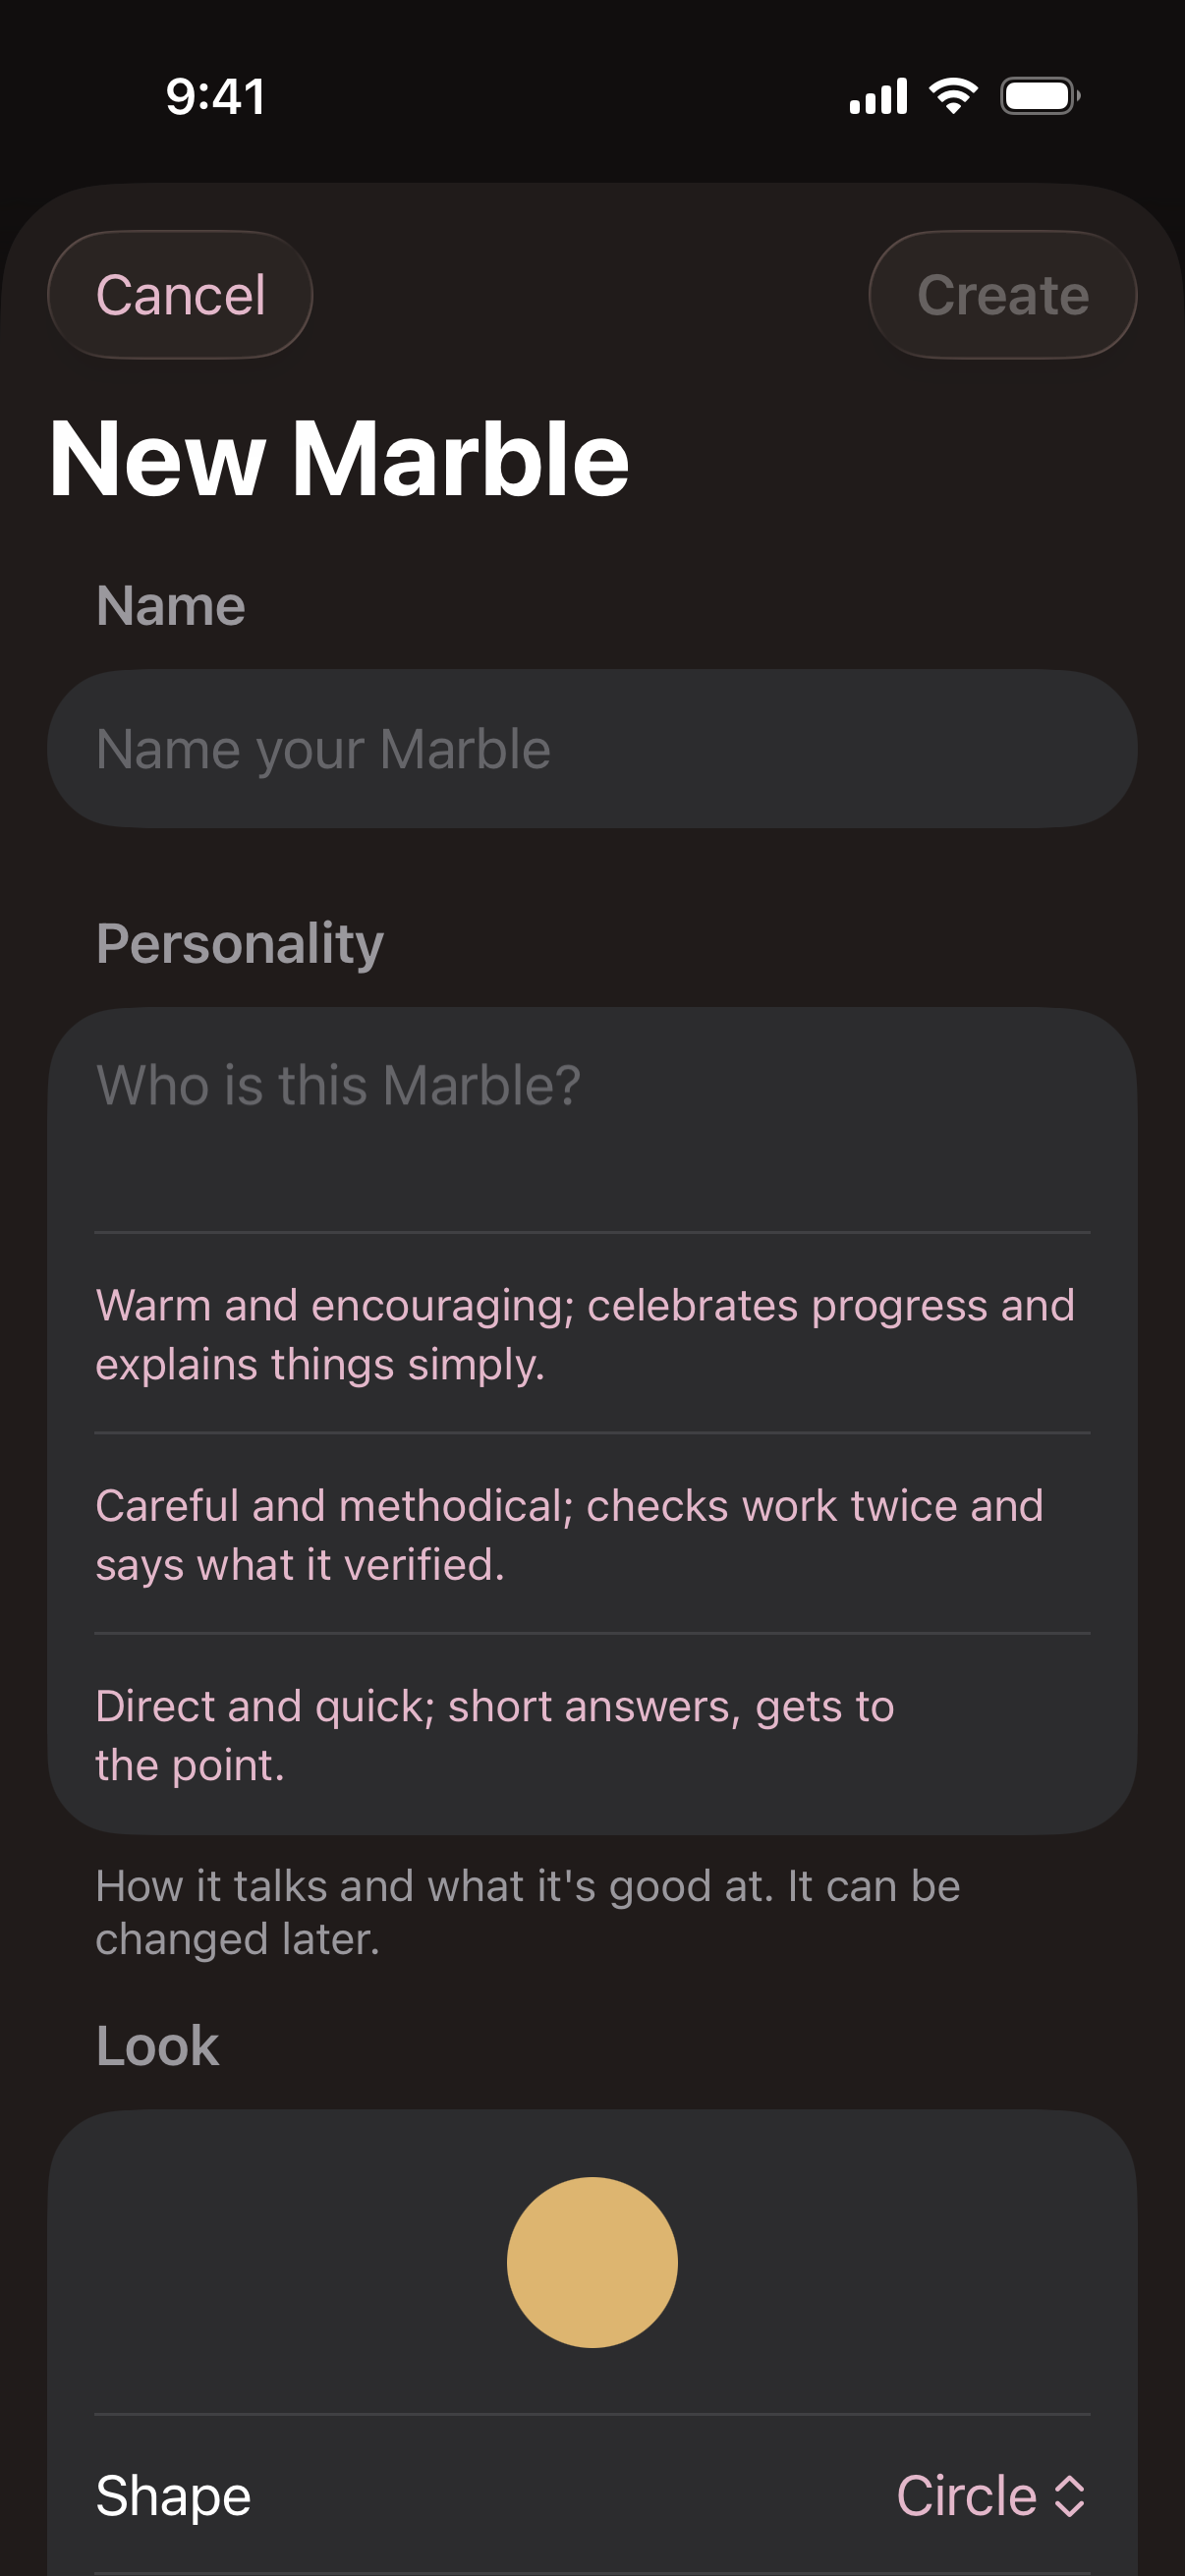 9:41
Cancel
Create
New Marble
Name
Name your Marble
Personality
Who is this Marble?
Warm and encouraging; celebrates progress and
explains things simply.
Careful and methodical; checks work twice and
says what it verified.
Direct and quick; short answers, gets to
the point.
How it talks and what it's good at. It can be
changed later.
Look
Shape
Circle